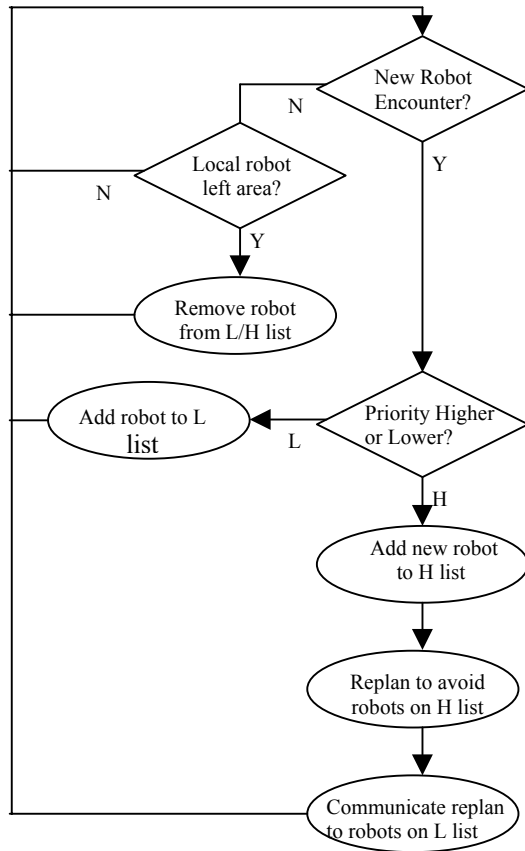 New Robot
Encounter?
N
Y
Local robot
left area?
N
Y
Remove robot
from L/H list
Priority Higher
or Lower?
L
Add robot to L
list
H
Add new robot
to H list
Replan to avoid
robots on H list
Communicate replan
to robots on L list